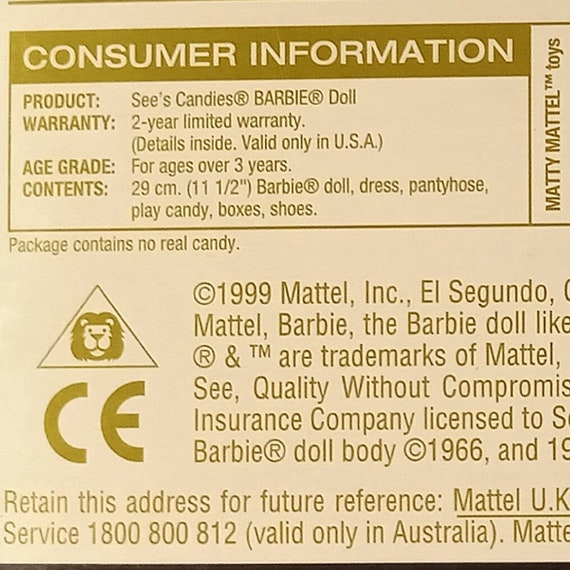 CONSUMER INFORMATION
PRODUCT: See's Candies® BARBIE® Doll
WARRANTY: 2-year limited warranty.
(Details inside. Valid only in U.S.A.)
AGE GRADE: For ages over 3 years.
CONTENTS: 29 cm. (11 1/2") Barbie® doll, dress, pantyhose,
play candy, boxes, shoes.
MATTY MATTEL™ toys
Package contains no real candy.
©1999 Mattel, Inc., El Segundo,
Mattel, Barbie, the Barbie doll like
® & ™ are trademarks of Mattel,
See, Quality Without Compromis
Insurance Company licensed to S
Barbie® doll body ©1966, and 19
CE
Retain this address for future reference: Mattel U.K
Service 1800 800 812 (valid only in Australia). Matte